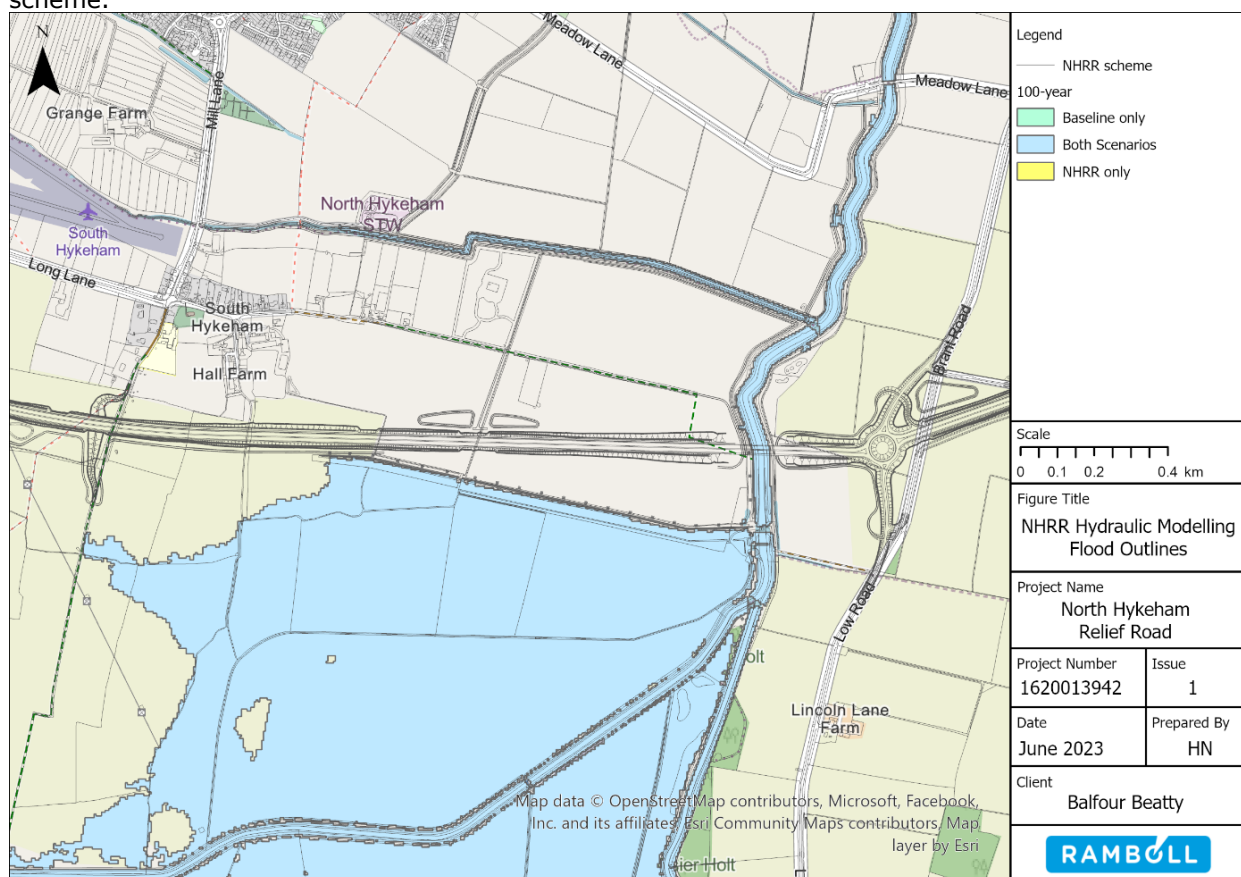 scheme.
N
Meadow Lane
Meadow Lane
Mill Lane
Grange Farm
North Hykeham
STW
South
Hykeham
Long Lane
South
Hykeham
Hall Farm
Brant Road
Low Road
Lincoln Lane
Farm
Map data © OpenStreetMap contributors, Microsoft, Facebook,
Inc. and its affiliates, Esri Community Maps contributors, Map
layer by Esri
ier Holt
Legend
NHRR scheme
100-year
Baseline only
Both Scenarios
NHRR only
Scale
0 0.1 0.2 0.4 km
Figure Title
NHRR Hydraulic Modelling
Flood Outlines
Project Name
North Hykeham
Relief Road
Project Number
1620013942
Issue
1
Date
June 2023
Prepared By
HN
Client
Balfour Beatty
RAMBOLL